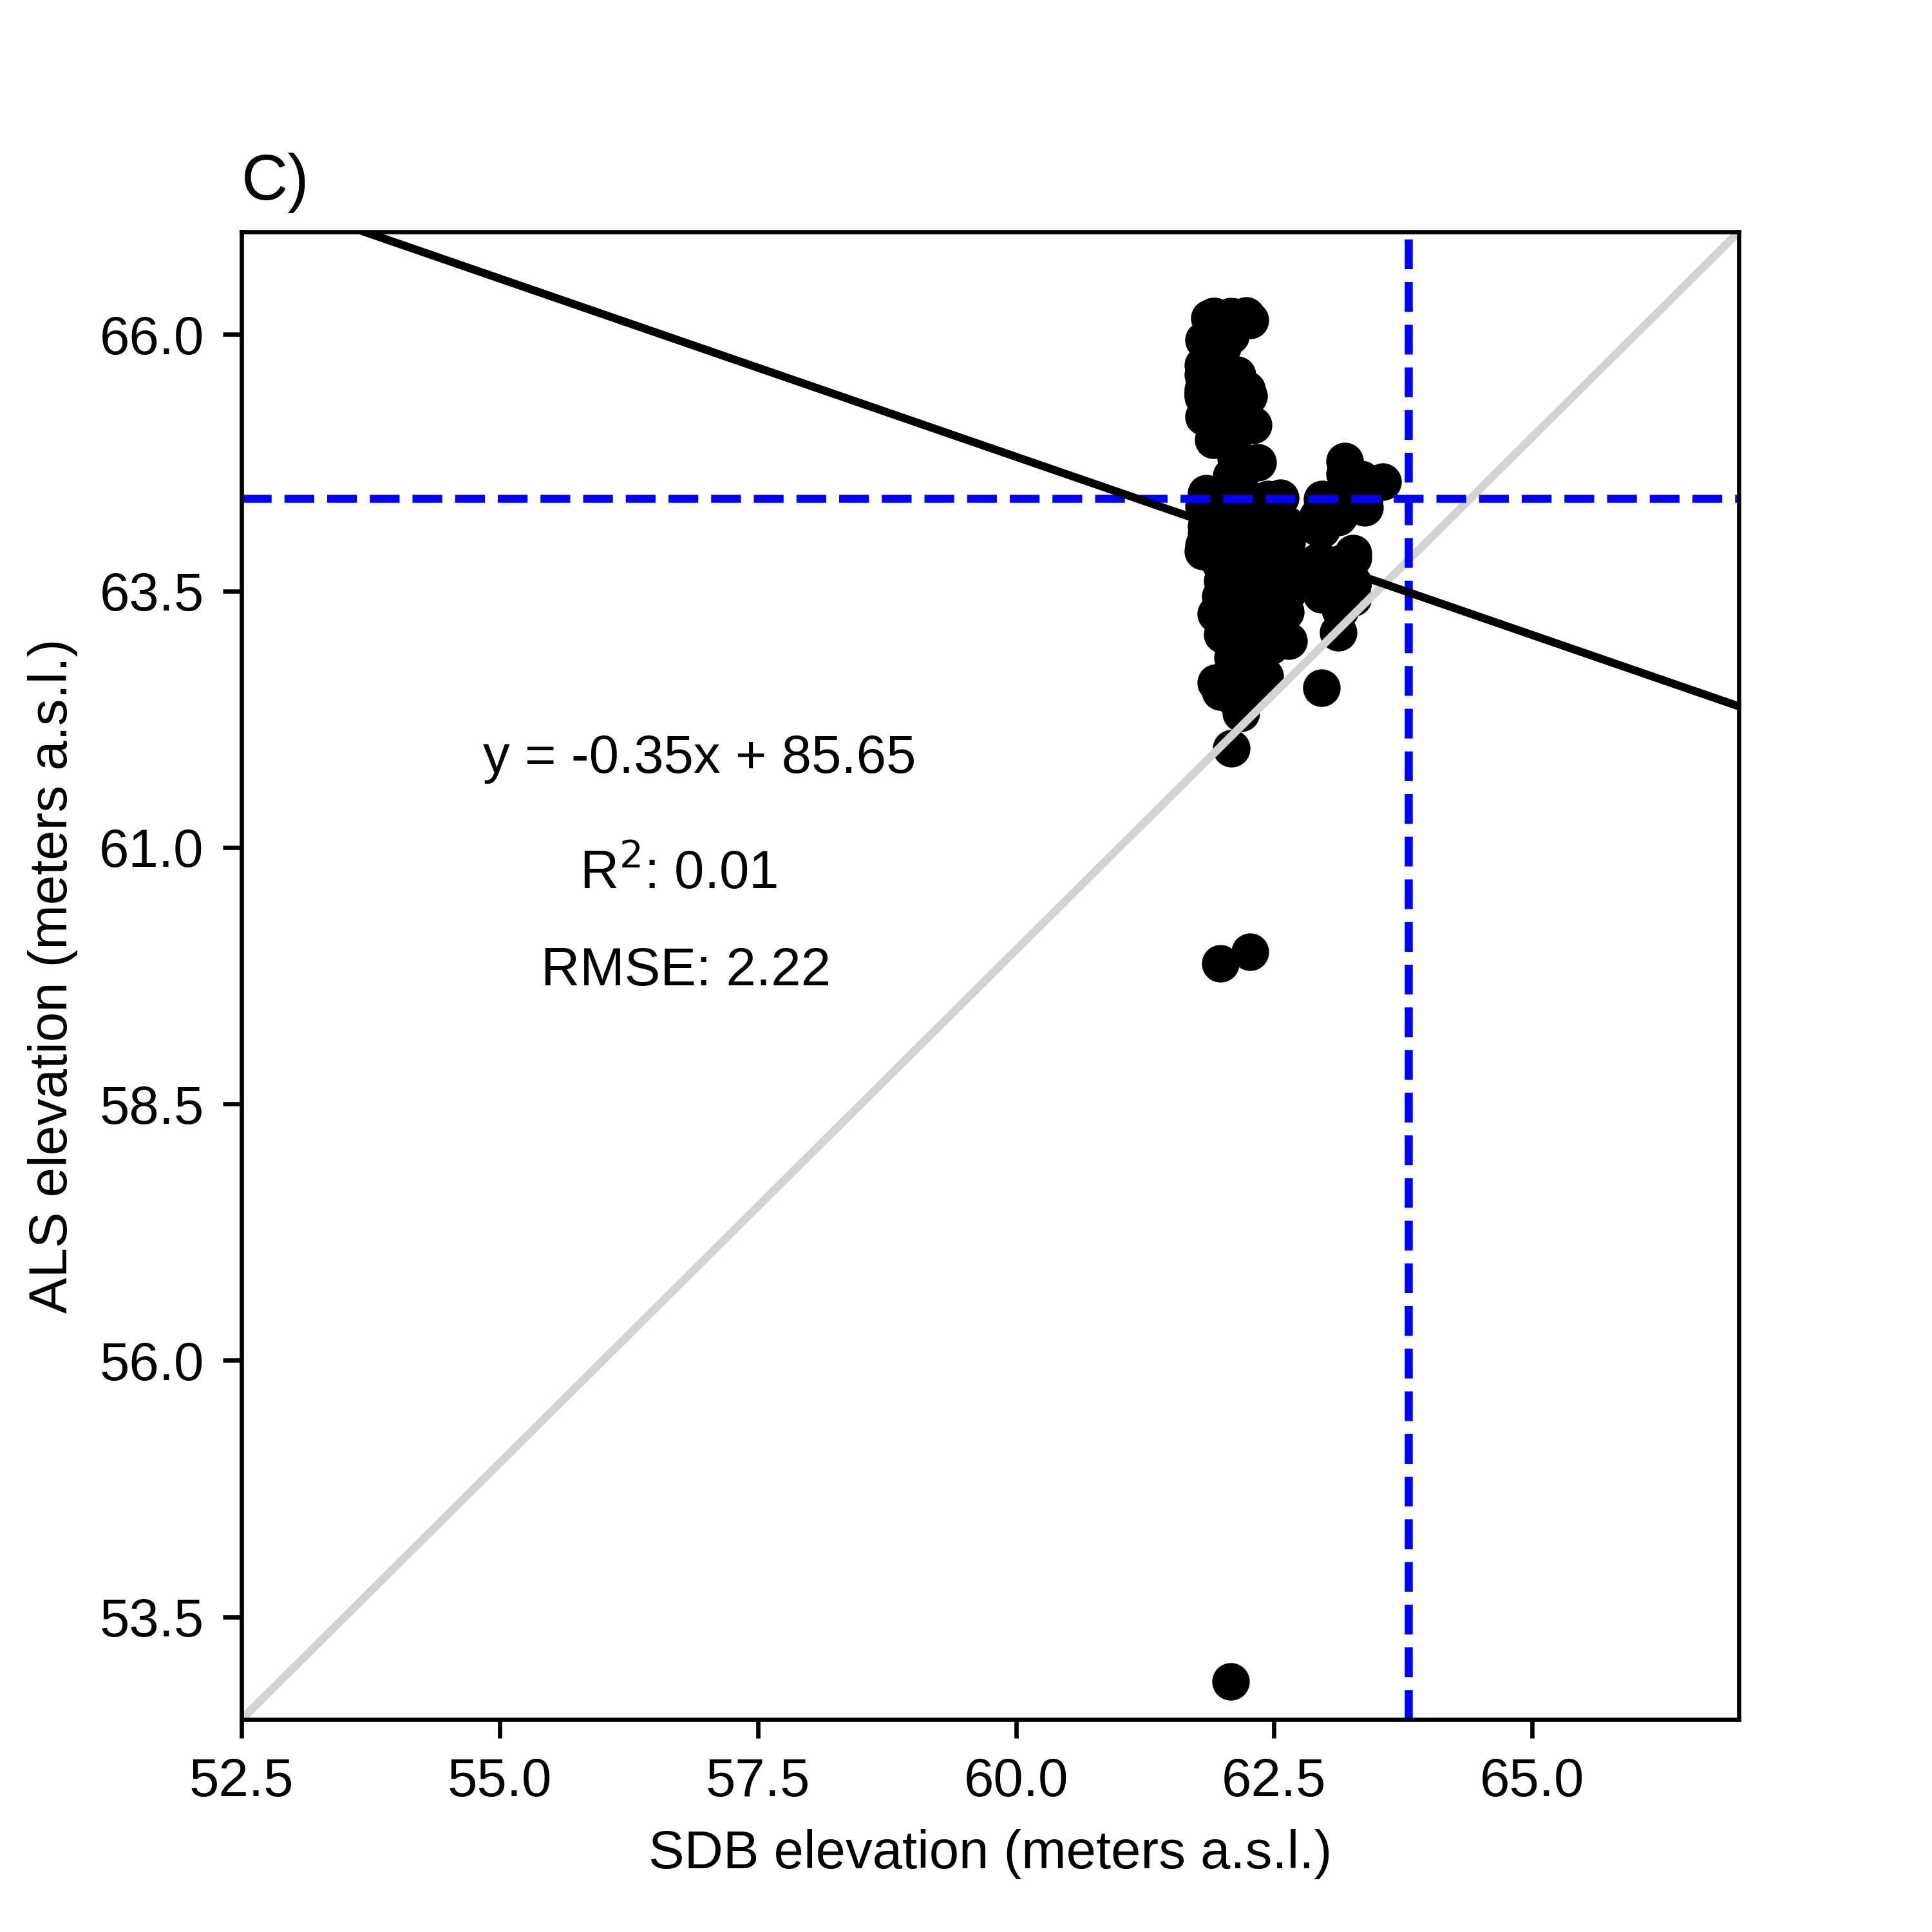 C)
66.0
63.5
61.0
58.5
56.0
53.5
ALS elevation (meters a.s.l.)
y = -0.35x + 85.65
R²: 0.01
RMSE: 2.22
52.5 55.0 57.5 60.0 62.5 65.0
SDB elevation (meters a.s.l.)